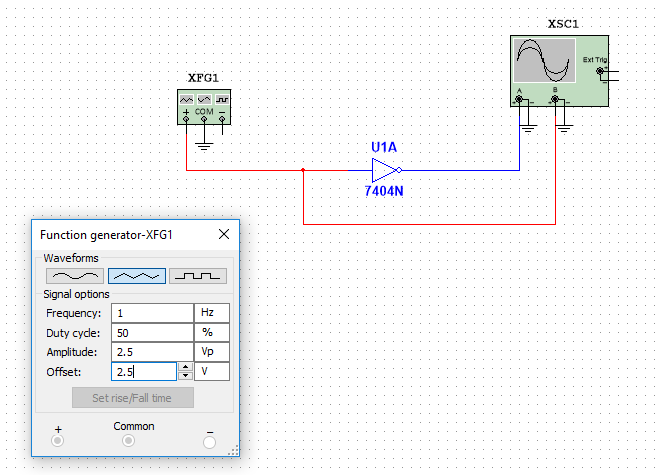 XSC1
Ext Trig
+
−
A
B
+ − + −
XFG1
+ COM −
U1A
7404N
Function generator-XFG1
Waveforms
Signal options
Frequency: 1 Hz
Duty cycle: 50 %
Amplitude: 2.5 Vp
Offset: 2.5 V
Set rise/Fall time
+ Common −